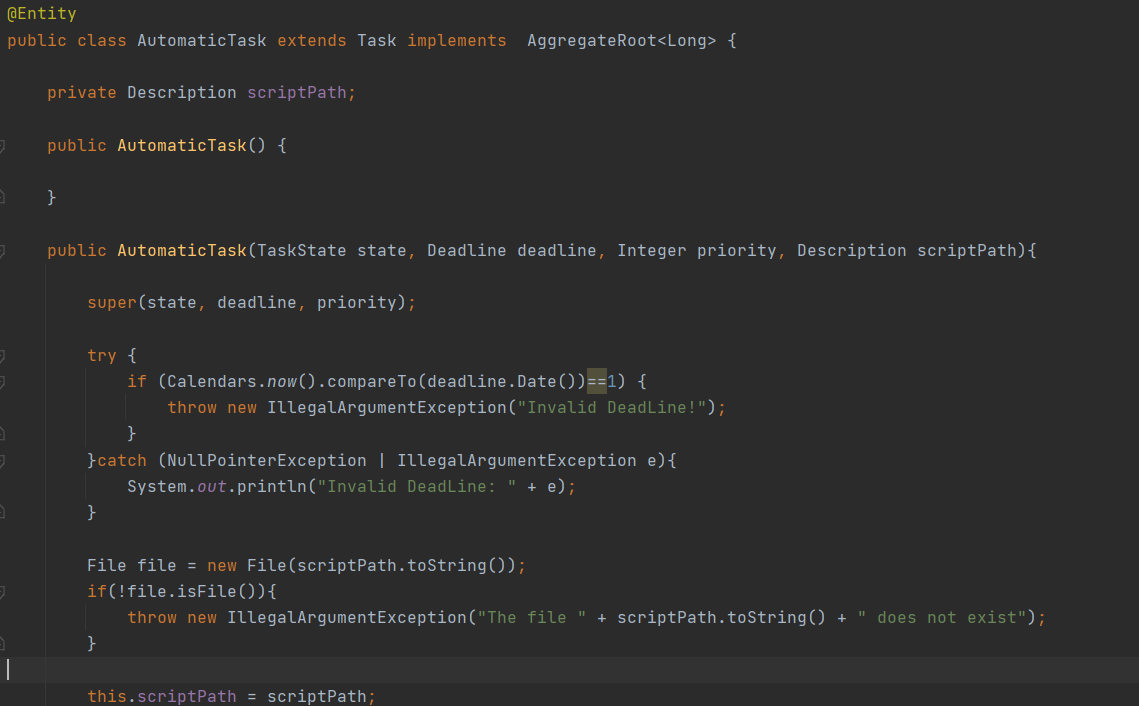 @Entity
public class AutomaticTask extends Task implements  AggregateRoot<Long> {
private Description scriptPath;
public AutomaticTask() {
}
public AutomaticTask(TaskState state, Deadline deadline, Integer priority, Description scriptPath){
super(state, deadline, priority);
try {
if (Calendars.now().compareTo(deadline.Date())==1) {
throw new IllegalArgumentException("Invalid DeadLine!");
}
}catch (NullPointerException | IllegalArgumentException e){
System.out.println("Invalid DeadLine: " + e);
}
File file = new File(scriptPath.toString());
if(!file.isFile()){
throw new IllegalArgumentException("The file " + scriptPath.toString() + " does not exist");
}
this.scriptPath = scriptPath;